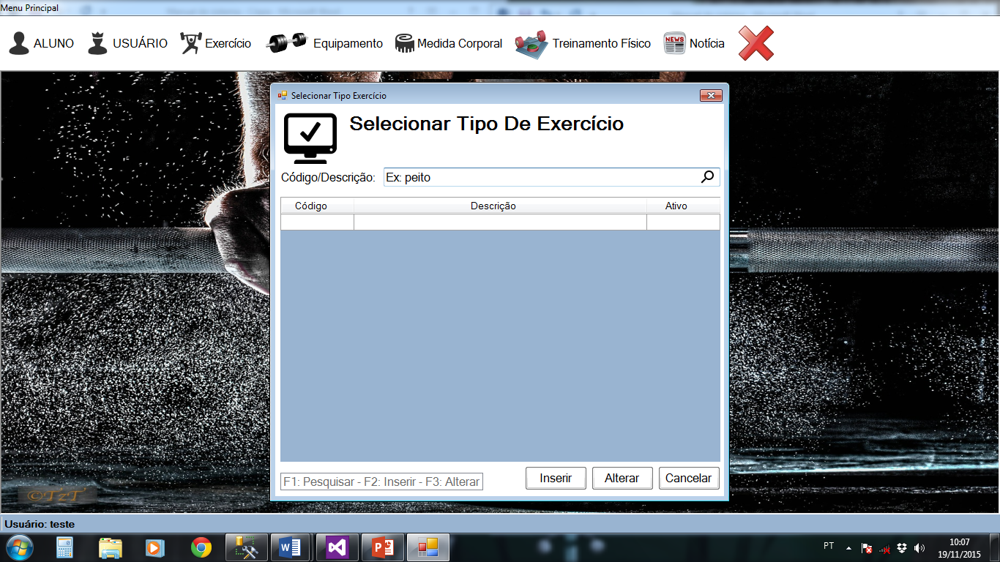 Menu Principal
ALUNO USUÁRIO Exercício Equipamento Medida Corporal Treinamento Físico NEWS Notícia
Selecionar Tipo Exercício
Selecionar Tipo De Exercício
Código/Descrição: Ex: peito
Código Descrição Ativo
F1: Pesquisar - F2: Inserir - F3: Alterar Inserir Alterar Cancelar
©TzT
Usuário: teste
PT 10:07
19/11/2015